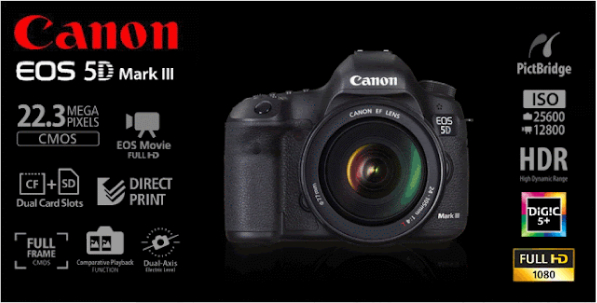 Canon
EOS 5D Mark III
22.3 MEGA PIXELS
CMOS
EOS Movie
FULL HD
CF + SD
Dual Card Slots
DIRECT
PRINT
FULL
FRAME
CMOS
Comparative Playback
FUNCTION
Dual-Axis
Electronic Level
Canon
EOS
5D
CANON EF LENS
Mark III
PictBridge
ISO
25600
12800
HDR
High Dynamic Range
DIGIC
5+
FULL HD
1080